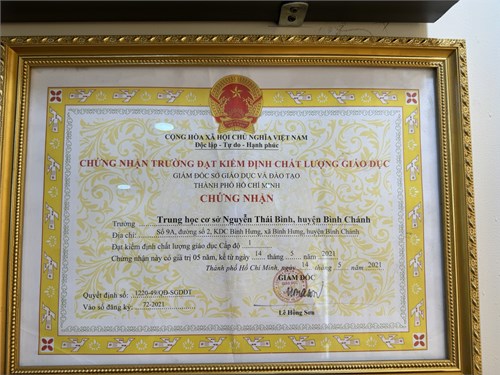 CỘNG HÒA XÃ HỘI CHỦ NGHĨA VIỆT NAM
Độc lập - Tự do - Hạnh phúc
CHỨNG NHẬN TRƯỜNG ĐẠT KIỂM ĐỊNH CHẤT LƯỢNG GIÁO DỤC
GIÁM ĐỐC SỞ GIÁO DỤC VÀ ĐÀO TẠO
THÀNH PHỐ HỒ CHÍ MINH
CHỨNG NHẬN
Trường Trung học cơ sở Nguyễn Thái Bình, huyện Bình Chánh
Địa chỉ: Số 9A, đường số 2, KDC Bình Hưng, xã Bình Hưng, huyện Bình Chánh
Đạt kiểm định chất lượng giáo dục Cấp độ 1
Chứng nhận này có giá trị 05 năm, kể từ ngày 14 tháng 5 năm 2021
Thành phố Hồ Chí Minh, ngày 14 tháng 5 năm 2021
GIÁM ĐỐC
Quyết định số: 1220-49/QĐ-SGDĐT
Vào sổ đăng ký: 72-2021
Lê Hồng Sơn